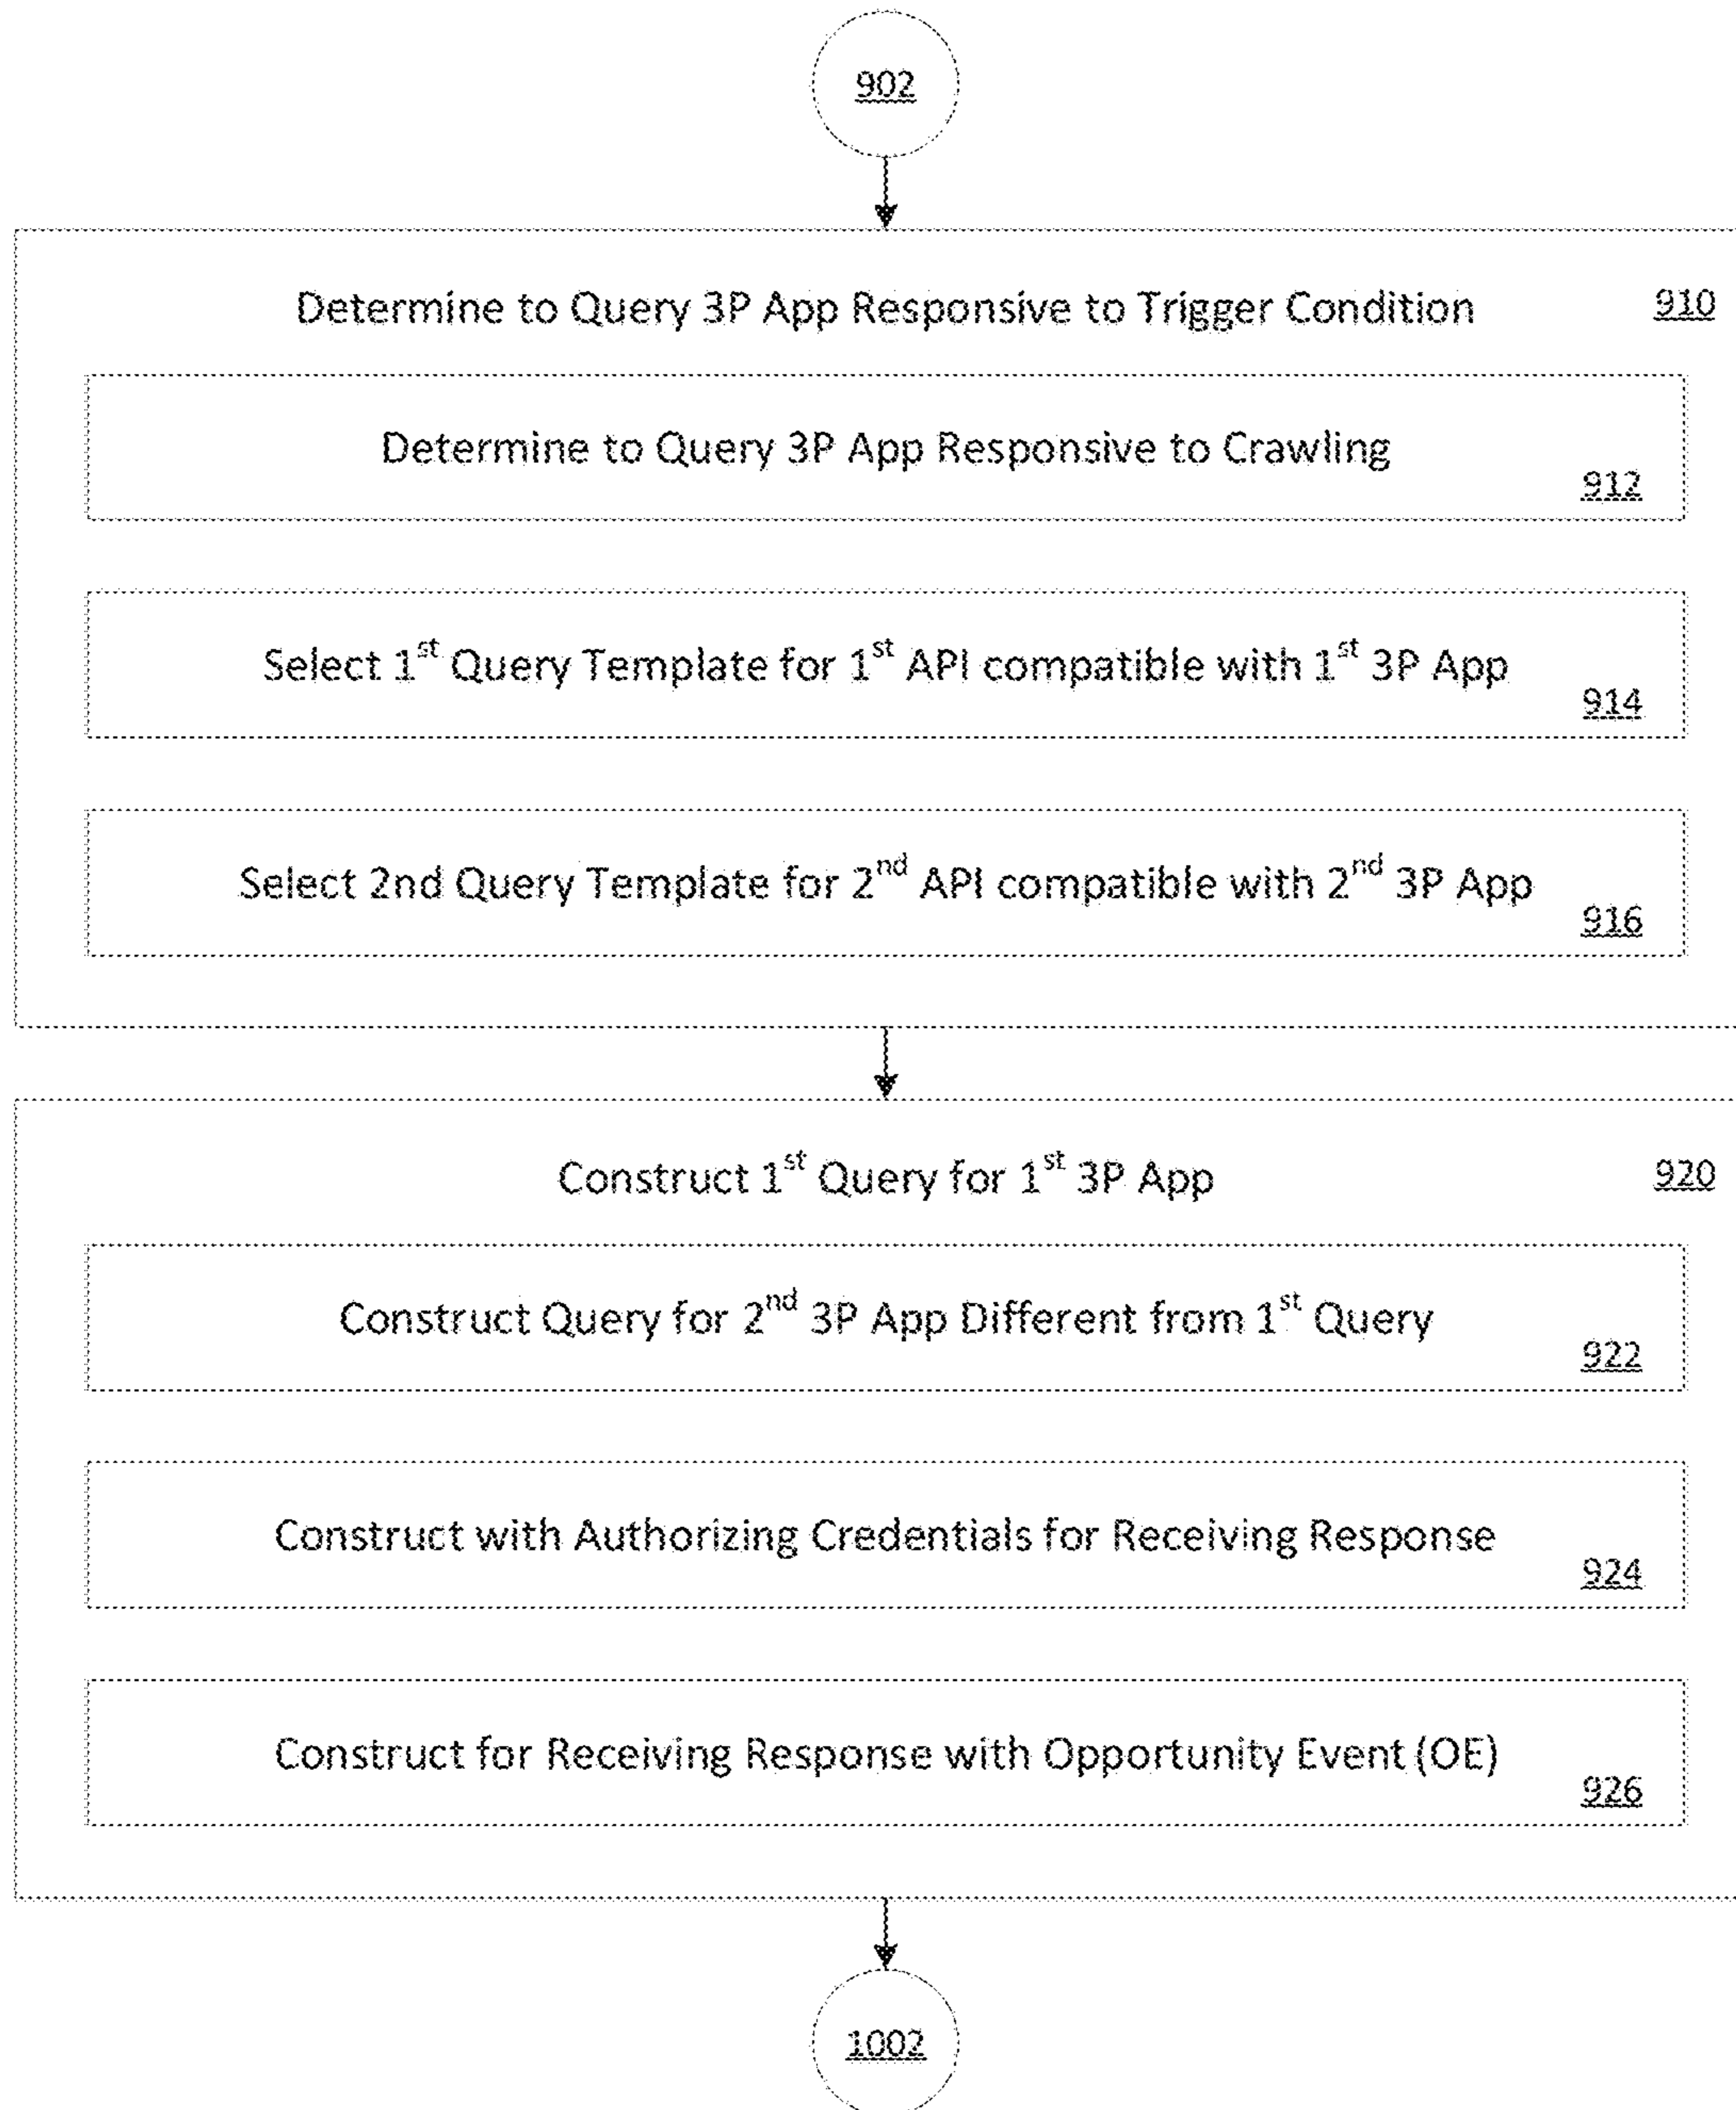 902
Determine to Query 3P App Responsive to Trigger Condition 910
Determine to Query 3P App Responsive to Crawling
912
Select 1st Query Template for 1st API compatible with 1st 3P App
914
Select 2nd Query Template for 2nd API compatible with 2nd 3P App
916
Construct 1st Query for 1st 3P App 920
Construct Query for 2nd 3P App Different from 1st Query
922
Construct with Authorizing Credentials for Receiving Response
924
Construct for Receiving Response with Opportunity Event (OE)
926
1002